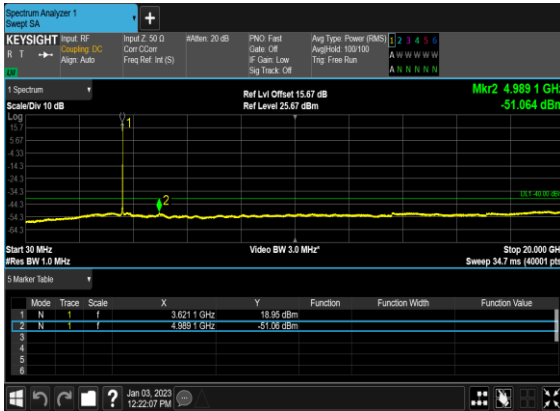 Spectrum Analyzer 1
Swept SA
+
KEYSIGHT
R T
Input: RF
Coupling: DC
Align: Auto
Input Z: 50 Ω
Corr CCorr
Freq Ref: Int (S)
#Atten: 20 dB
PNO: Fast
Gate: Off
IF Gain: Low
Sig Track: Off
Avg Type: Power (RMS)
Avg|Hold: 100/100
Trig: Free Run
1 2 3 4 5 6
A W W W W W
A N N N N N
1 Spectrum
Scale/Div 10 dB
Ref Lvl Offset 15.67 dB
Ref Level 25.67 dBm
Mkr2 4.989 1 GHz
-51.064 dBm
Log
15.7
5.67
-4.33
-14.3
-24.3
-34.3
-44.3
-54.3
-64.3
1
2
DL1 -40.00 dBm
Start 30 MHz
#Res BW 1.0 MHz
Video BW 3.0 MHz*
Stop 20.000 GHz
Sweep 34.7 ms (40001 pts)
5 Marker Table
Mode Trace Scale X Y Function Function Width Function Value
1 N 1 f 3.621 1 GHz 18.95 dBm
2 N 1 f 4.989 1 GHz -51.06 dBm
3
4
5
6
?
Jan 03, 2023
12:22:07 PM